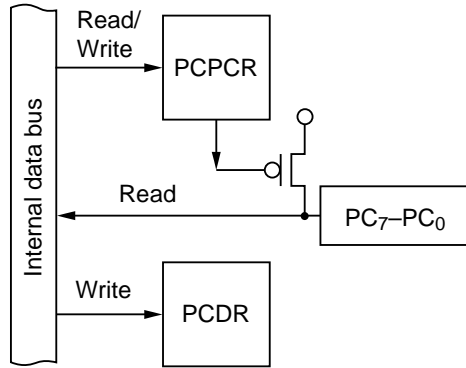 Read/
Write
PCPCR
Internal data bus
Read
PC₇–PC₀
Write
PCDR